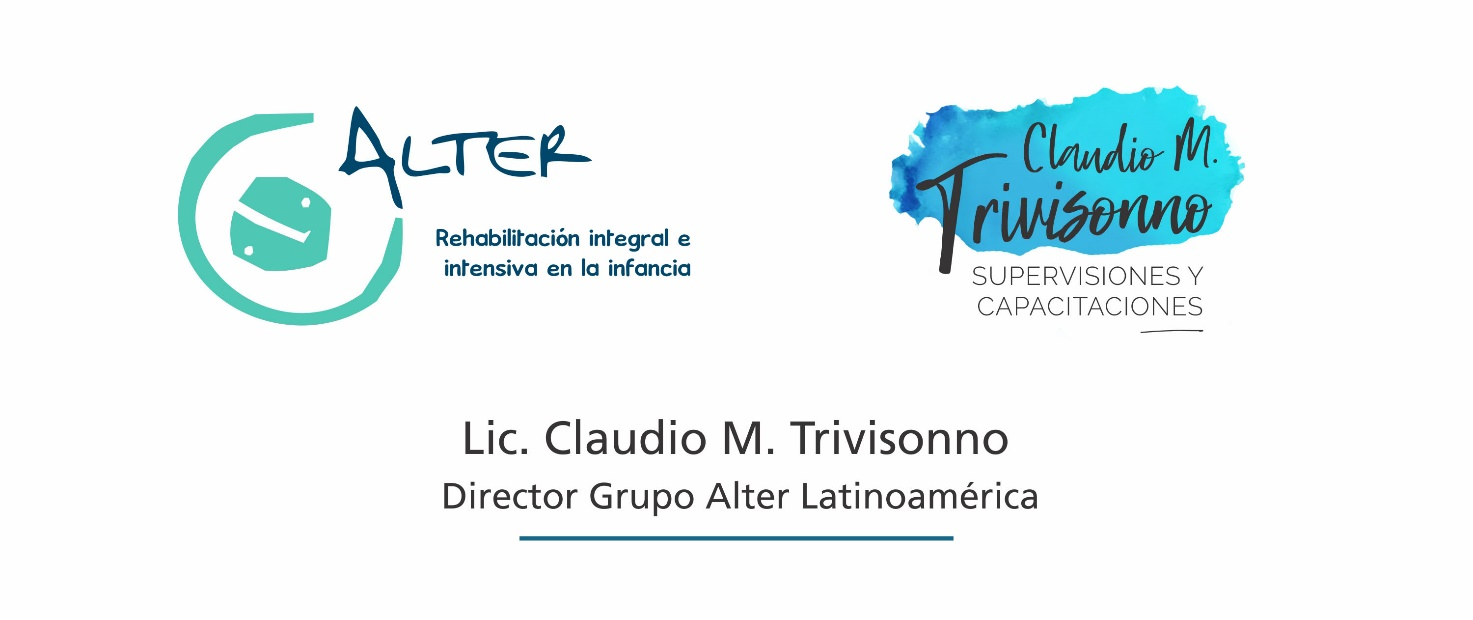 ALTER
Rehabilitación integral e
intensiva en la infancia
Claudio M.
Trivisonno
SUPERVISIONES Y
CAPACITACIONES
Lic. Claudio M. Trivisonno
Director Grupo Alter Latinoamérica